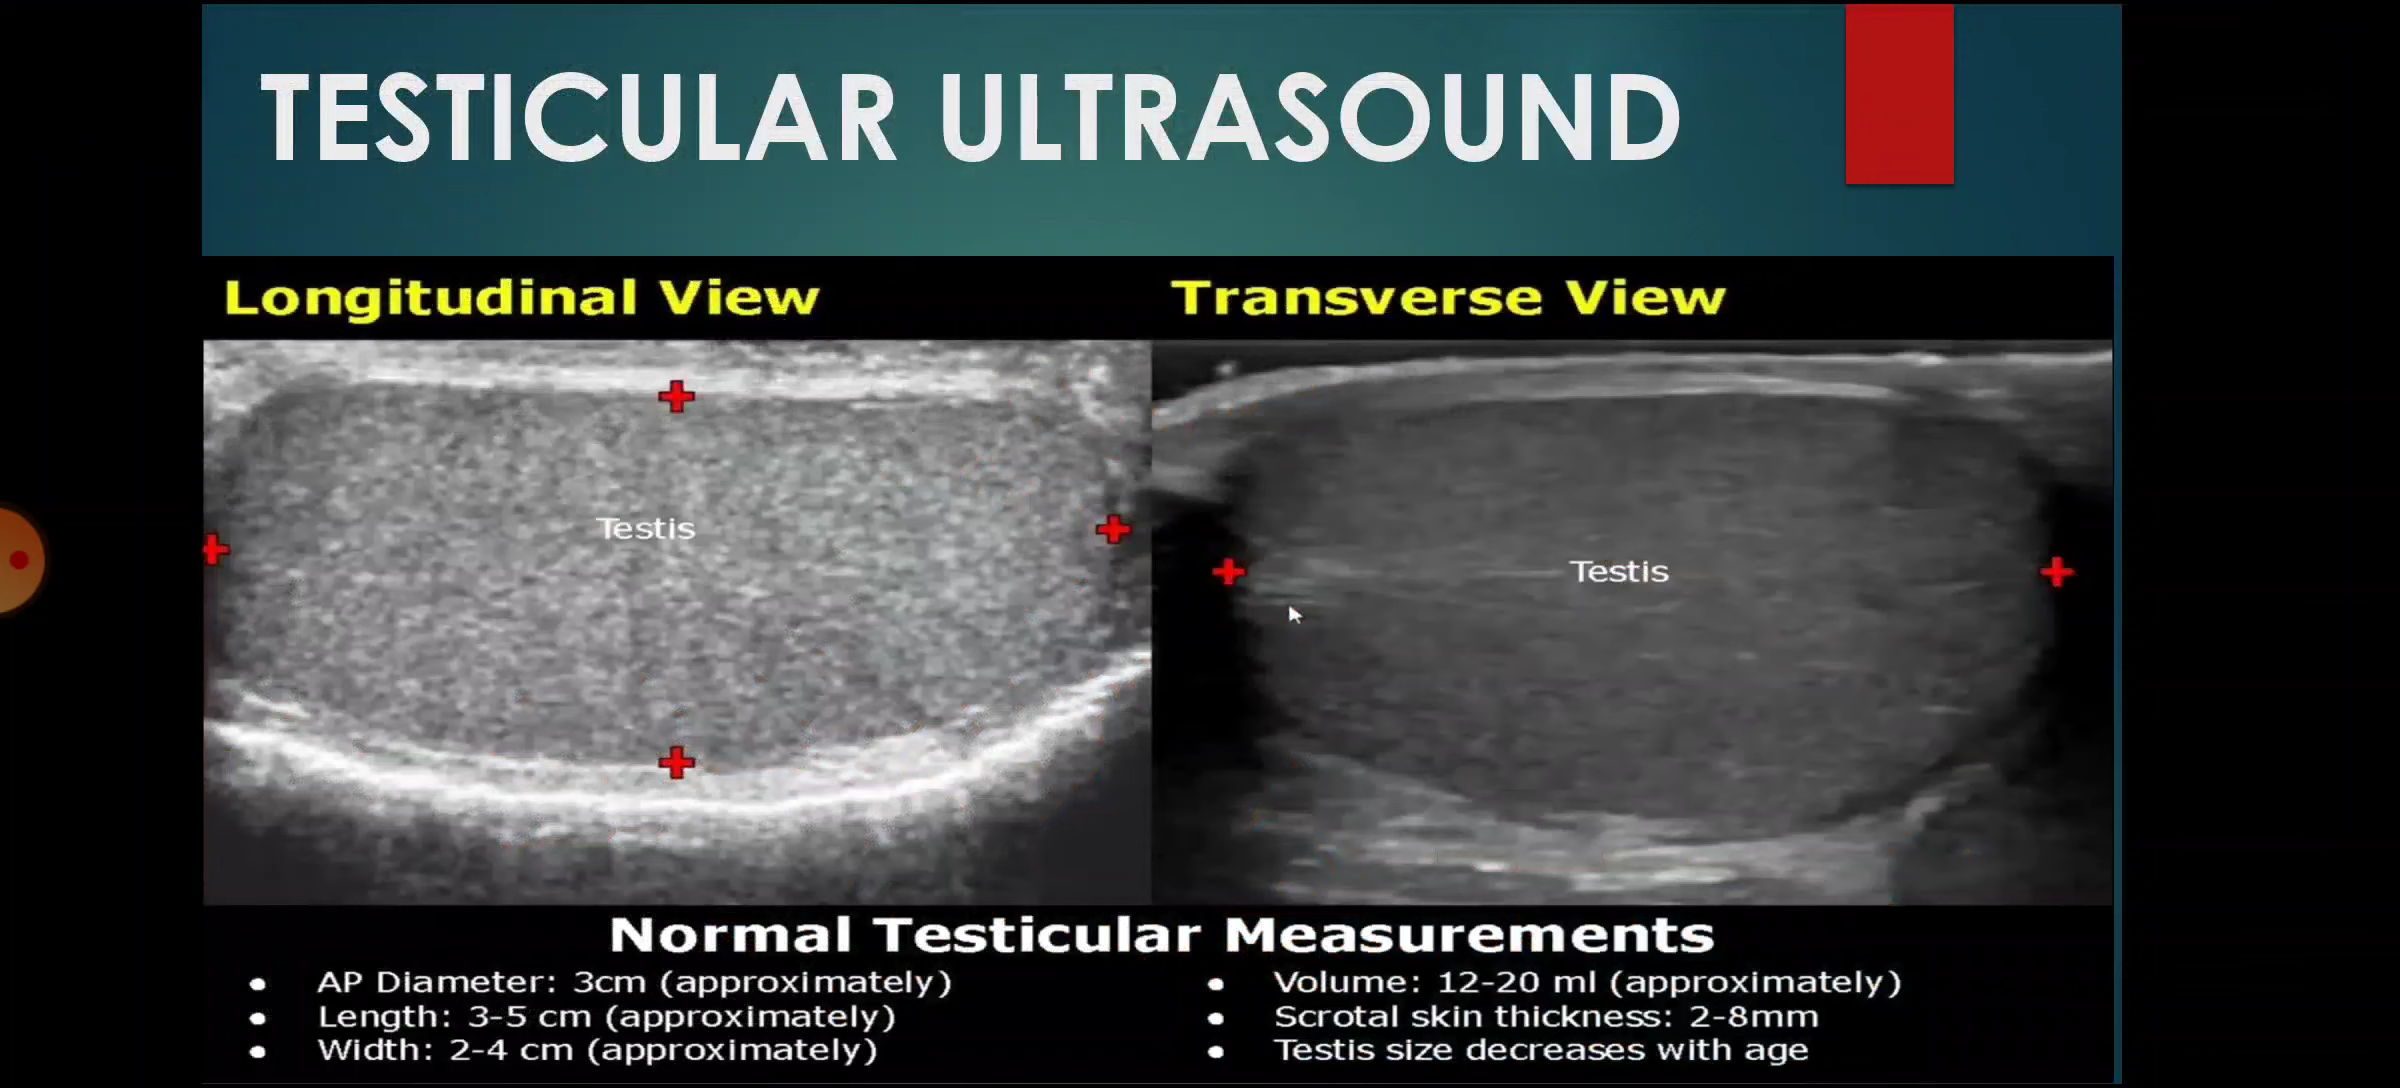 TESTICULAR ULTRASOUND
Longitudinal View
Transverse View
Testis
Testis
Normal Testicular Measurements
• AP Diameter: 3cm (approximately)
• Length: 3-5 cm (approximately)
• Width: 2-4 cm (approximately)
• Volume: 12-20 ml (approximately)
• Scrotal skin thickness: 2-8mm
• Testis size decreases with age